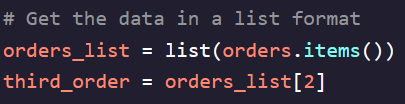 # Get the data in a list format
orders_list = list(orders.items())
third_order = orders_list[2]